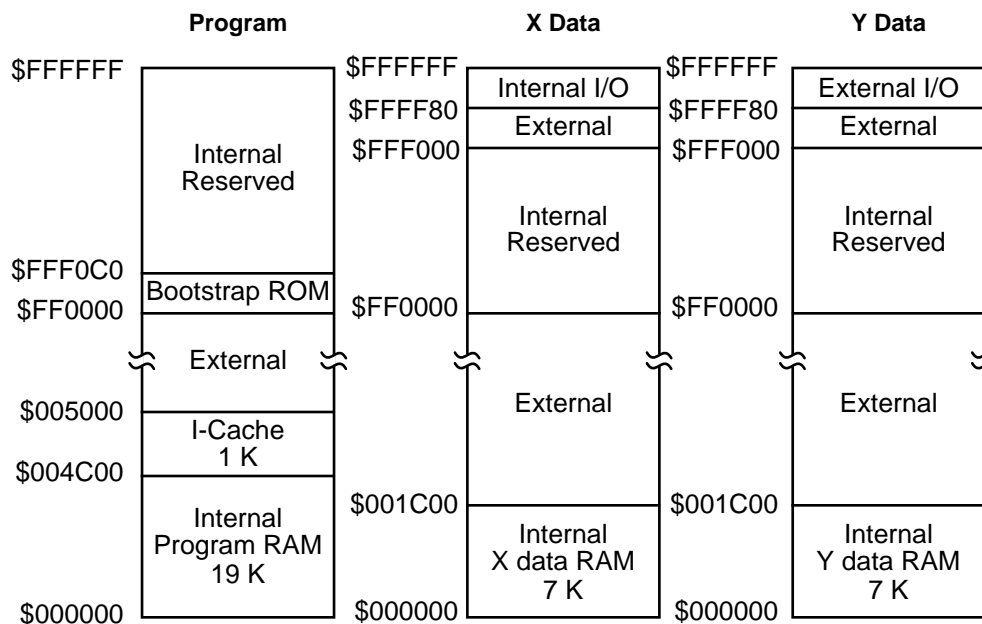 Program
$FFFFFF
Internal
Reserved
$FFF0C0
Bootstrap ROM
$FF0000
External
$005000
I-Cache
1 K
$004C00
Internal
Program RAM
19 K
$000000
X Data
$FFFFFF
Internal I/O
$FFFF80
External
$FFF000
Internal
Reserved
$FF0000
External
$001C00
Internal
X data RAM
7 K
$000000
Y Data
$FFFFFF
External I/O
$FFFF80
External
$FFF000
Internal
Reserved
$FF0000
External
$001C00
Internal
Y data RAM
7 K
$000000